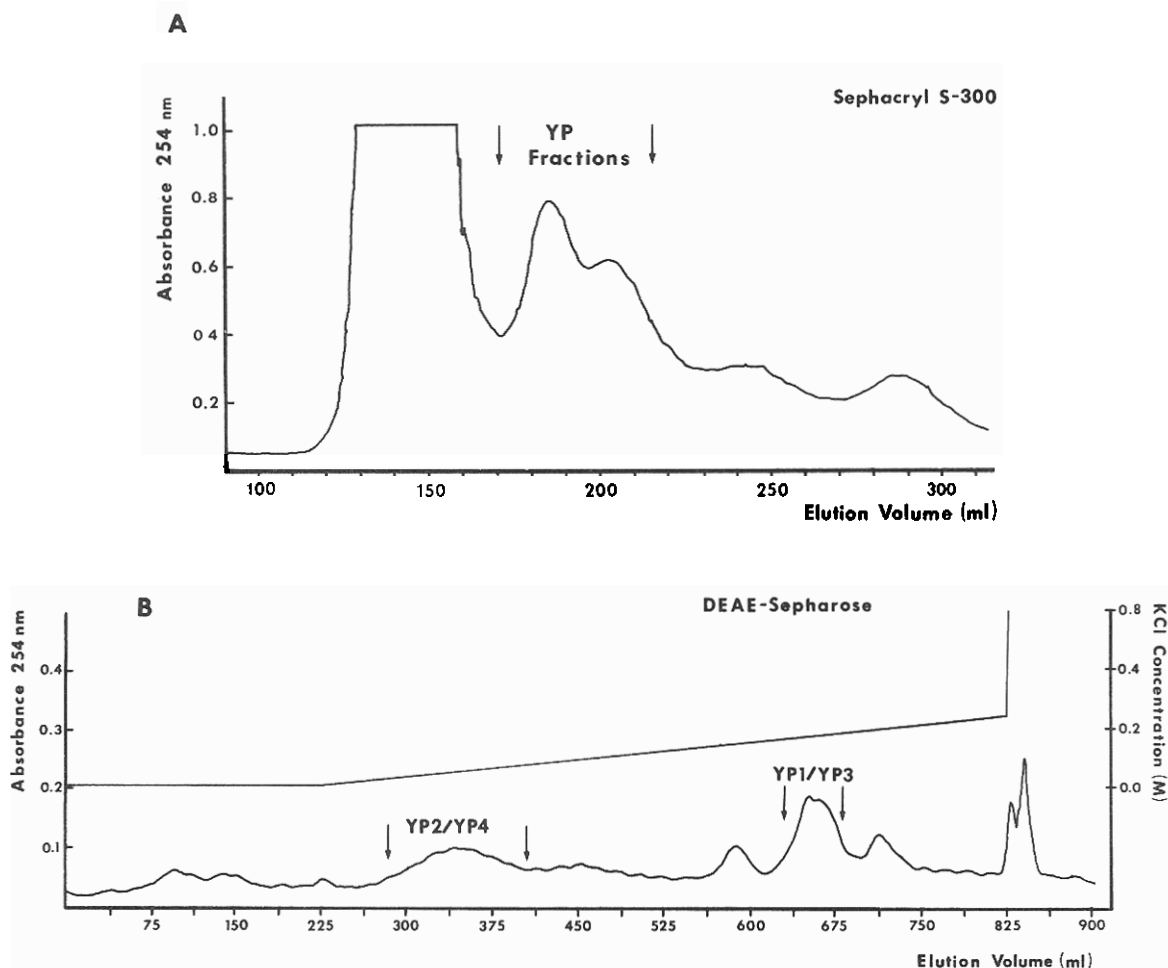 A
Sephacryl S-300
Absorbance 254 nm
1.0
0.8
0.6
0.4
0.2
YP
Fractions
100 150 200 250 300
Elution Volume (ml)
B
DEAE-Sepharose
Absorbance 254 nm
0.4
0.3
0.2
0.1
0.8
0.4
0.2
0.0
KCl Concentration (M)
YP1/YP3
YP2/YP4
75 150 225 300 375 450 525 600 675 750 825 900
Elution Volume (ml)